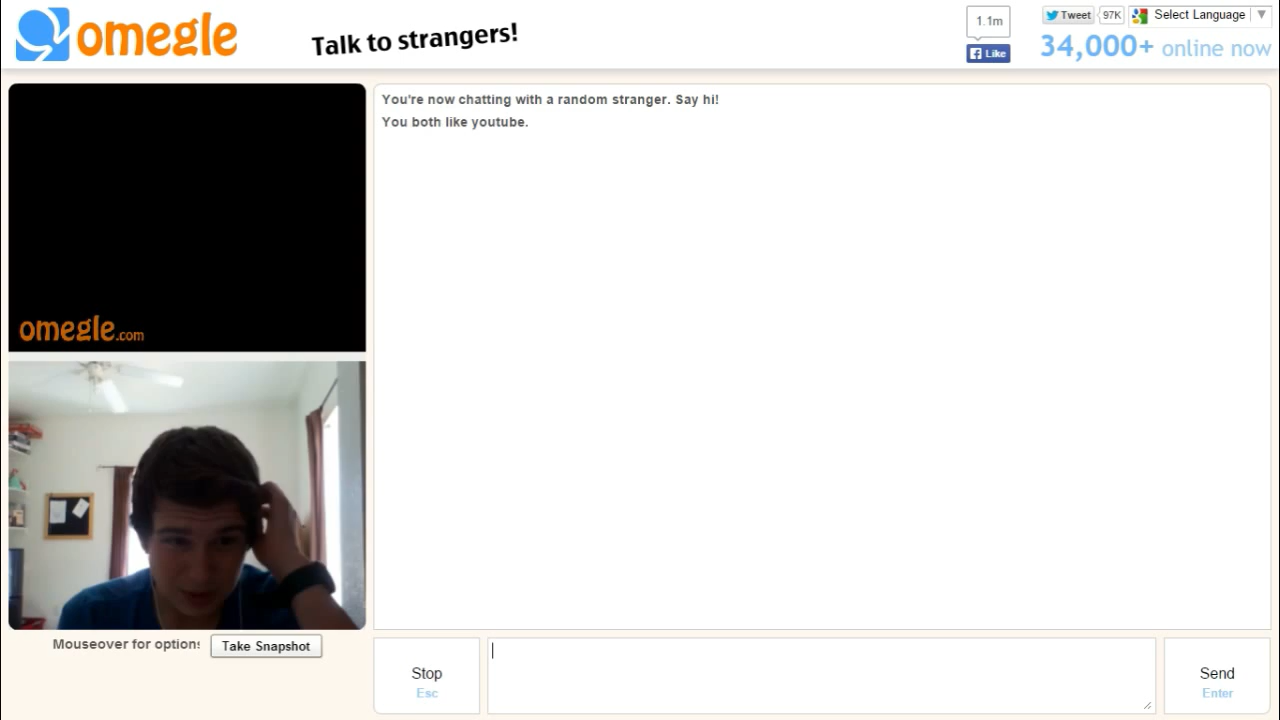 omegle
Talk to strangers!
1.1m
Like
Tweet
97K
Select Language
34,000+ online now
You're now chatting with a random stranger. Say hi!
You both like youtube.
omegle.com
Mouseover for options
Take Snapshot
Stop
Esc
Send
Enter